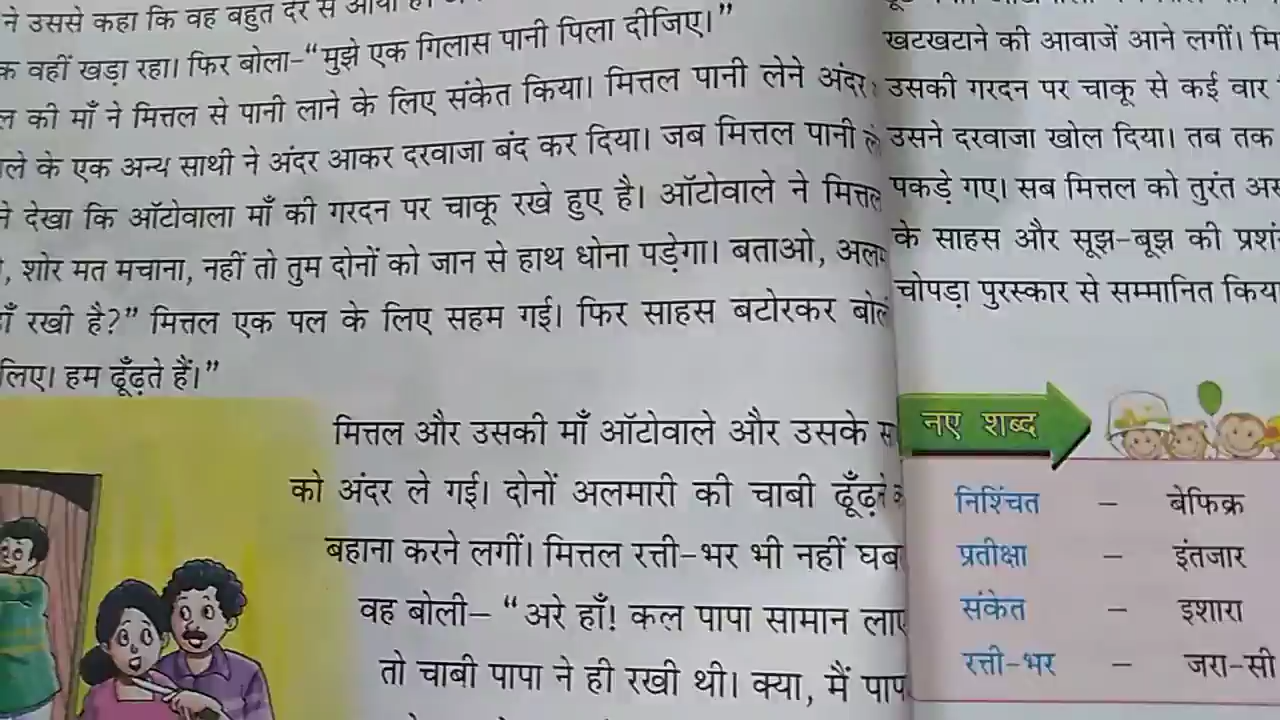 ने उससे कहा कि वह बहुत
क वहीं खड़ा रहा। फिर बोला-“मुझे एक गिलास पानी पिला दीजिए।”
ल की माँ ने मित्तल से पानी लाने के लिए संकेत किया। मित्तल पानी लेने अंदर
ले के एक अन्य साथी ने अंदर आकर दरवाजा बंद कर दिया। जब मित्तल पानी
ने देखा कि ऑटोवाला माँ की गरदन पर चाकू रखे हुए है। ऑटोवाले ने मित्तल
, शोर मत मचाना, नहीं तो तुम दोनों को जान से हाथ धोना पड़ेगा। बताओ,
रखी है?” मित्तल एक पल के लिए सहम गई। फिर साहस बटोरकर
लिए। हम ढूँढ़ते हैं।”
मित्तल और उसकी माँ ऑटोवाले और उसके
को अंदर ले गई। दोनों अलमारी की चाबी ढूँढ़ने
बहाना करने लगीं। मित्तल रत्ती-भर भी नहीं घब
वह बोली- “अरे हाँ! कल पापा सामान
तो चाबी पापा ने ही रखी थी। क्या, मैं
खटखटाने की आवाजें आने लगीं। मि
उसकी गरदन पर चाकू से कई वार
उसने दरवाजा खोल दिया। तब तक
पकड़े गए। सब मित्तल को तुरंत अस
के साहस और सूझ-बूझ की प्रशं
चोपड़ा पुरस्कार से सम्मानित किया
नए शब्द
निश्चिंत – बेफिक्र
प्रतीक्षा – इंतजार
संकेत – इशारा
रत्ती-भर – जरा-सी